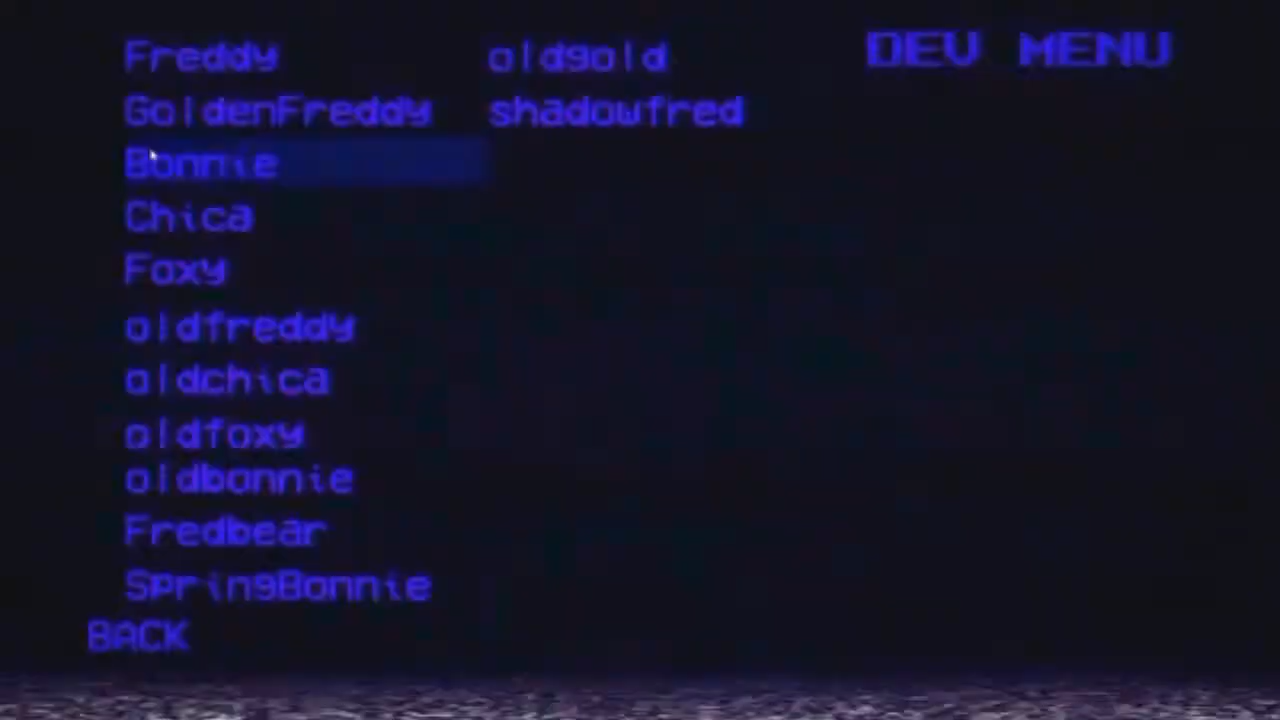 Freddy oldgold DEV MENU
GoldenFreddy shadowfred
Bonnie
Chica
Foxy
oldfreddy
oldchica
oldfoxy
oldbonnie
Fredbear
SpringBonnie
BACK